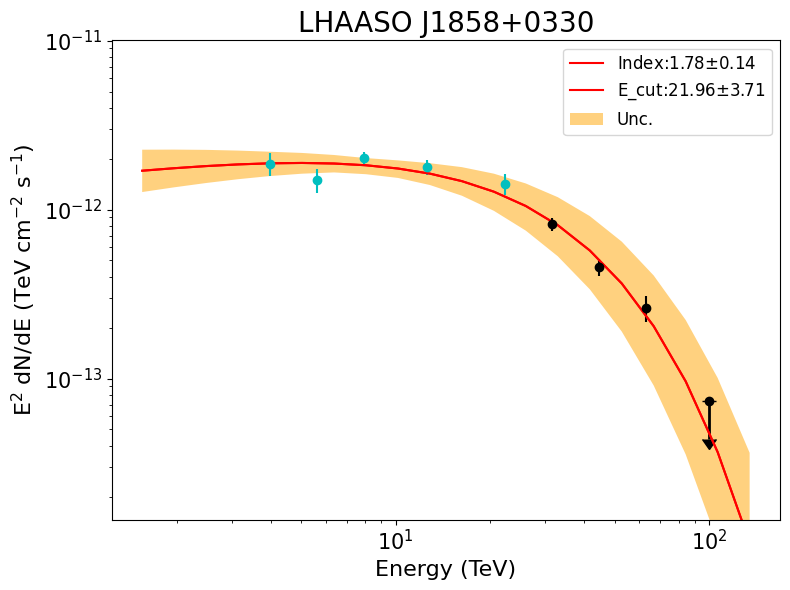 LHAASO J1858+0330
Index:1.78±0.14
E_cut:21.96±3.71
Unc.
10⁻¹¹
10⁻¹²
10⁻¹³
E² dN/dE (TeV cm⁻² s⁻¹)
10¹
10²
Energy (TeV)